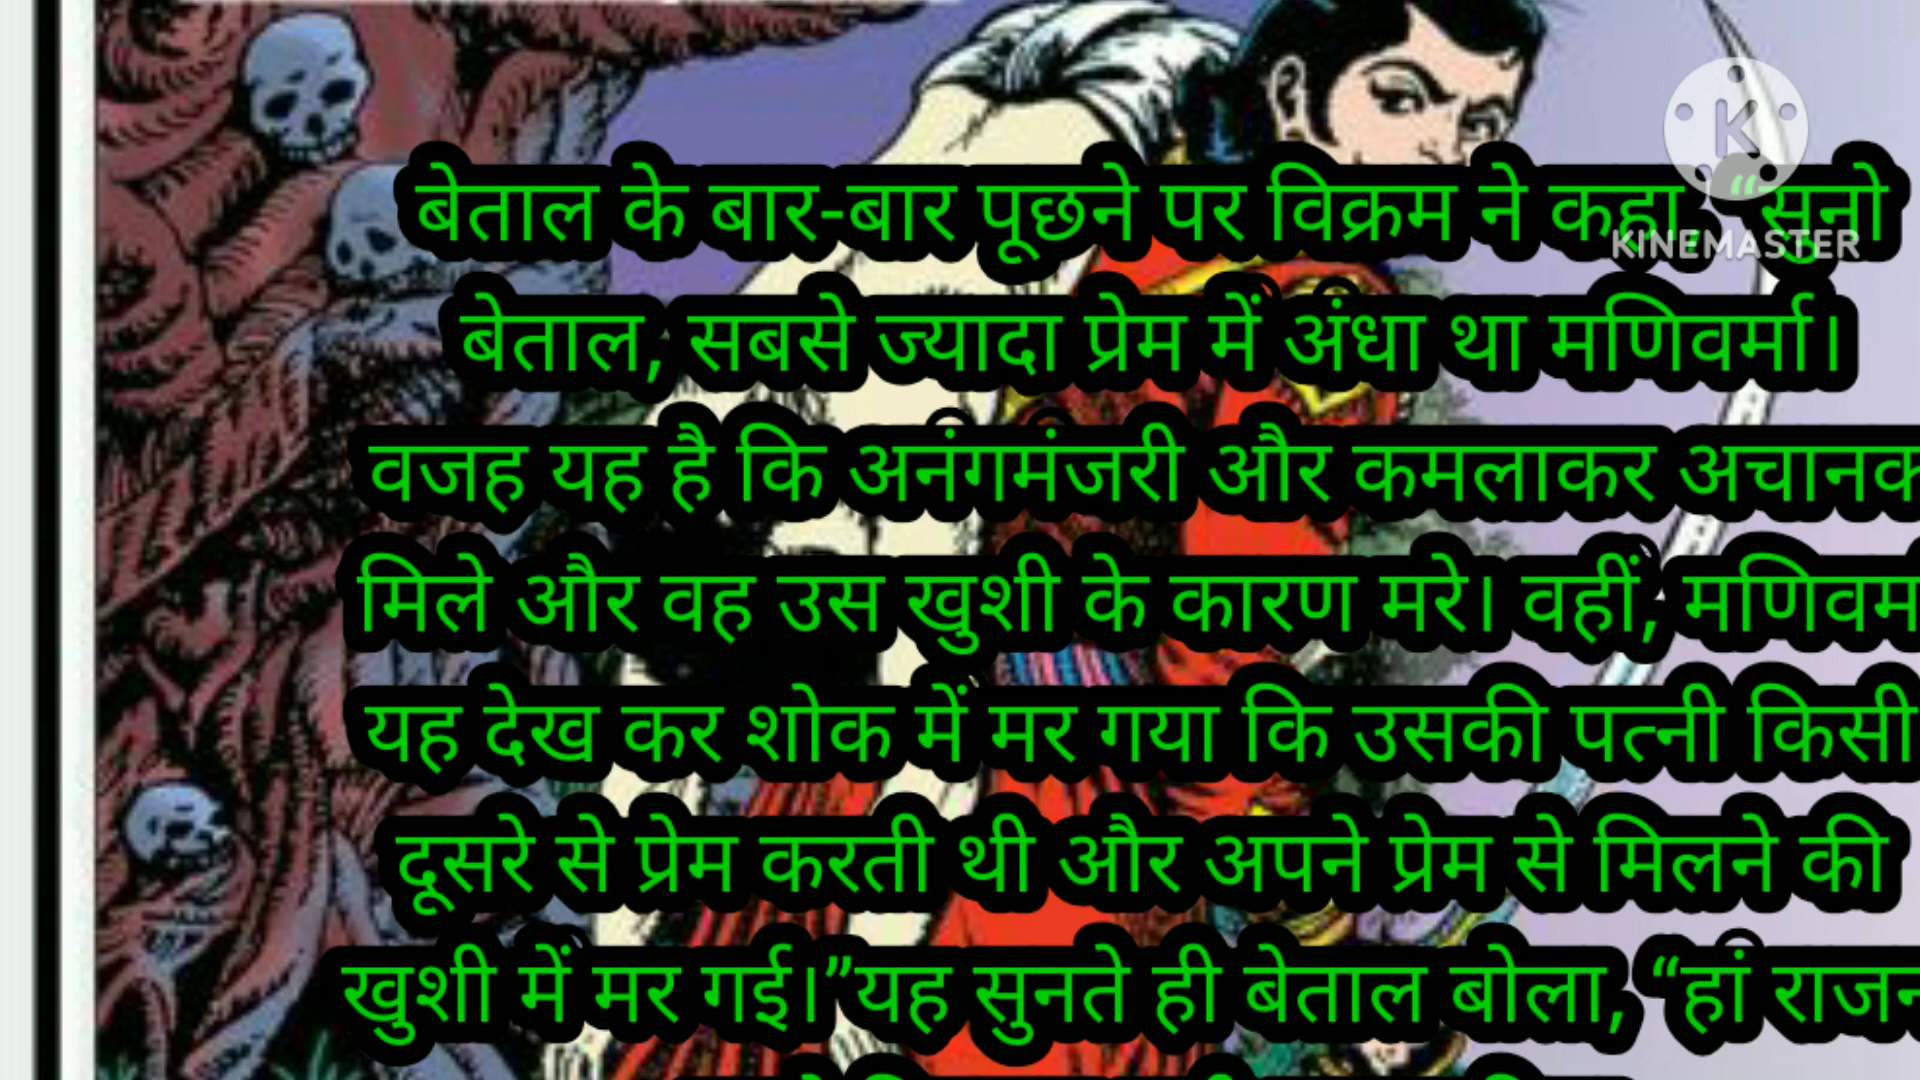 बेताल के बार-बार पूछने पर विक्रम ने कहा, “सुनो
बेताल, सबसे ज्यादा प्रेम में अंधा था मणिवर्मा।
वजह यह है कि अनंगमंजरी और कमलाकर अचानक
मिले और वह उस खुशी के कारण मरे। वहीं, मणिवर्म
यह देख कर शोक में मर गया कि उसकी पत्नी किसी
दूसरे से प्रेम करती थी और अपने प्रेम से मिलने की
खुशी में मर गई।”यह सुनते ही बेताल बोला, “हां राजन
K
KINEMASTER